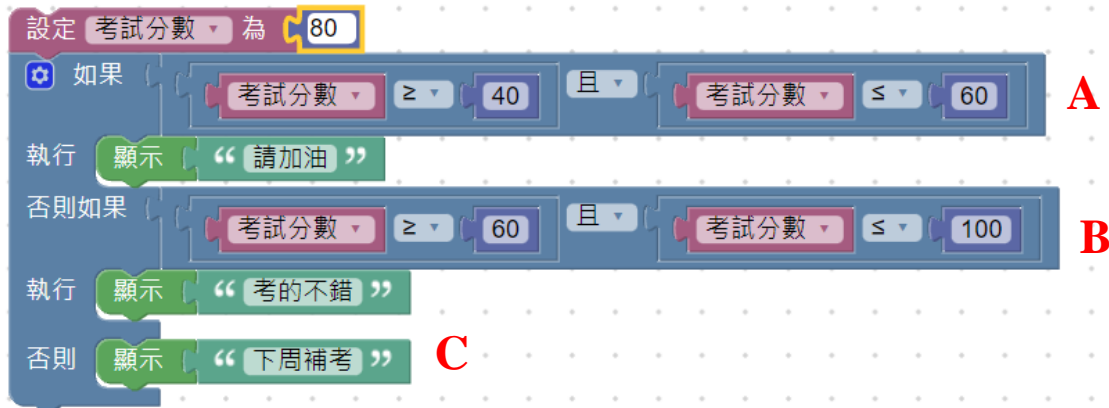 設定 考試分數 為 80
如果 考試分數 ≥ 40 且 考試分數 ≤ 60 A
執行 顯示 “ 請加油 ”
否則如果 考試分數 ≥ 60 且 考試分數 ≤ 100 B
執行 顯示 “ 考的不錯 ”
否則 顯示 “ 下周補考 ” C